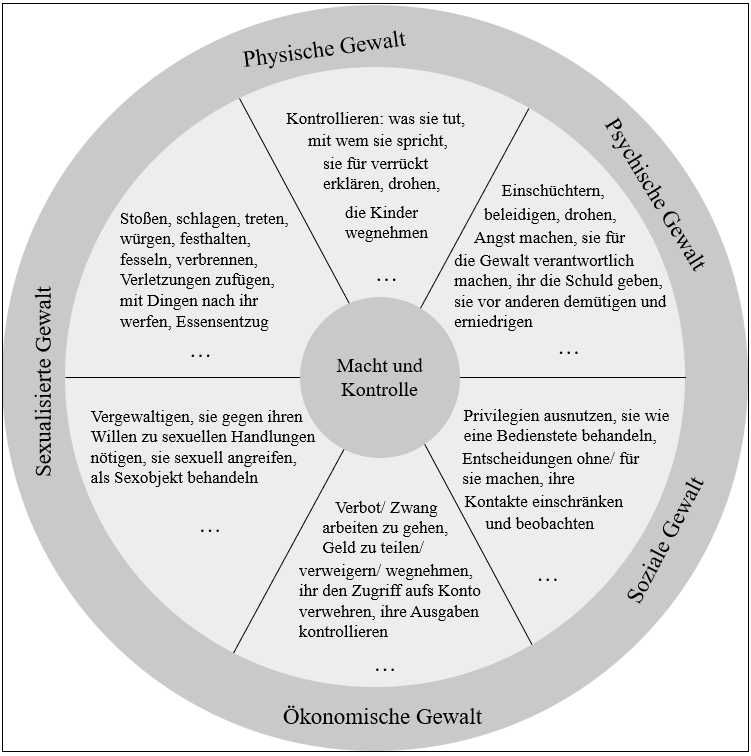 Physische Gewalt
Psychische Gewalt
Kontrollieren: was sie tut,
mit wem sie spricht,
sie für verrückt
erklären, drohen,
die Kinder
wegnehmen
…
Einschüchtern,
beleidigen, drohen,
Angst machen, sie für
die Gewalt verantwortlich
machen, ihr die Schuld geben,
sie vor anderen demütigen und
erniedrigen
…
Stoßen, schlagen, treten,
würgen, festhalten,
fesseln, verbrennen,
Verletzungen zufügen,
mit Dingen nach ihr
werfen, Essensentzug
…
Macht und
Kontrolle
Sexualisierte Gewalt
Vergewaltigen, sie gegen ihren
Willen zu sexuellen Handlungen
nötigen, sie sexuell angreifen,
als Sexobjekt behandeln
…
Privilegien ausnutzen, sie wie
eine Bedienstete behandeln,
Entscheidungen ohne/ für
sie machen, ihre
Kontakte einschränken
und beobachten
…
Soziale Gewalt
Verbot/ Zwang
arbeiten zu gehen,
Geld zu teilen/
verweigern/ wegnehmen,
ihr den Zugriff aufs Konto
verwehren, ihre Ausgaben
kontrollieren
…
Ökonomische Gewalt